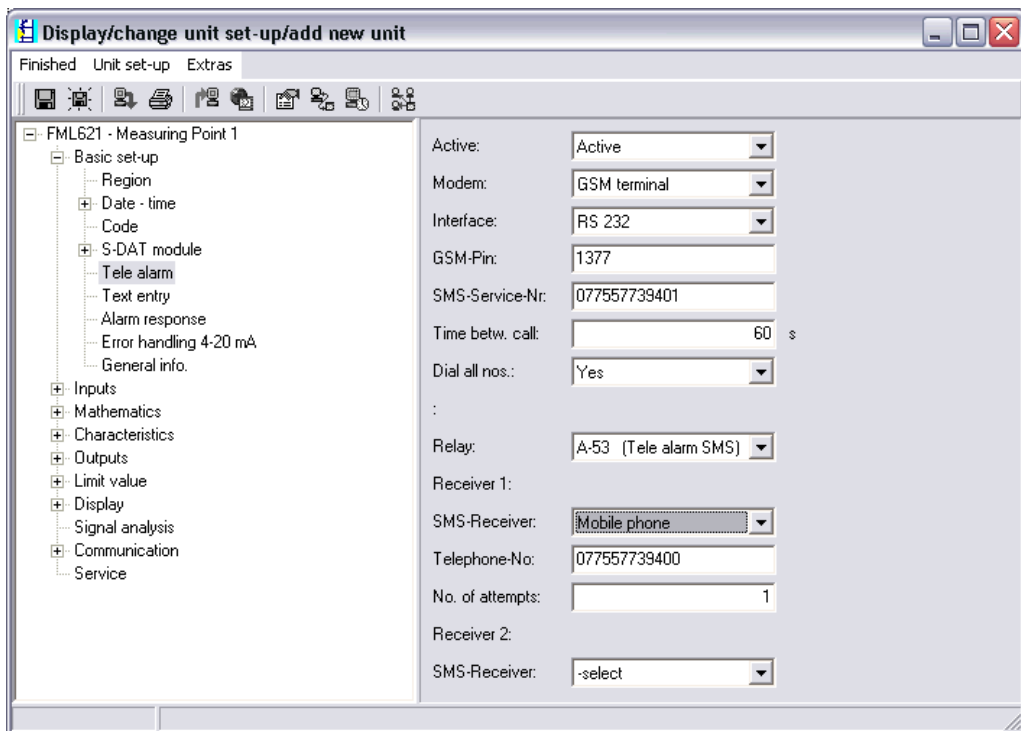 Display/change unit set-up/add new unit
Finished Unit set-up Extras
FML621 - Measuring Point 1
Basic set-up
Region
Date - time
Code
S-DAT module
Tele alarm
Text entry
Alarm response
Error handling 4-20 mA
General info.
Inputs
Mathematics
Characteristics
Outputs
Limit value
Display
Signal analysis
Communication
Service
Active: Active
Modem: GSM terminal
Interface: RS 232
GSM-Pin: 1377
SMS-Service-Nr: 077557739401
Time betw. call: 60 s
Dial all nos.: Yes
:
Relay: A-53 (Tele alarm SMS)
Receiver 1:
SMS-Receiver: Mobile phone
Telephone-No: 077557739400
No. of attempts: 1
Receiver 2:
SMS-Receiver: -select